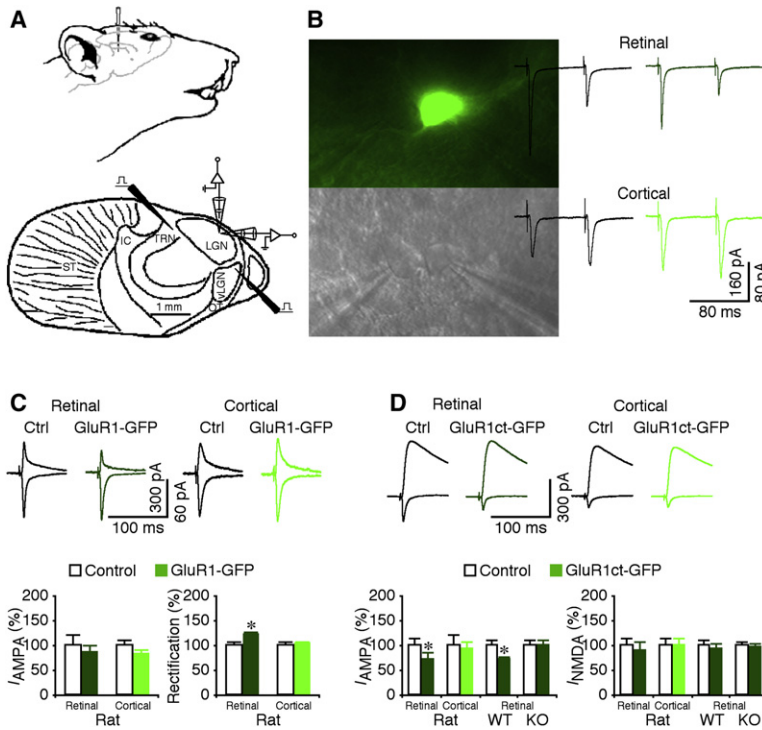 A
B
Retinal
Cortical
160 pA
80 pA
80 ms
ST
IC
TRN
LGN
vLGN
OT
1 mm
C
Retinal
Cortical
Ctrl GluR1-GFP
Ctrl GluR1-GFP
300 pA
60 pA
100 ms
Control GluR1-GFP
IAMPA (%)
200
150
100
50
0
Retinal Cortical
Rat
Rectification (%)
200
150
100
50
0
*
Retinal Cortical
Rat
D
Retinal
Cortical
Ctrl GluR1ct-GFP
Ctrl GluR1ct-GFP
300 pA
100 ms
Control GluR1ct-GFP
IAMPA (%)
200
150
100
50
0
* *
Retinal Cortical Retinal
Rat WT KO
INMDA (%)
200
150
100
50
0
Retinal Cortical Retinal
Rat WT KO